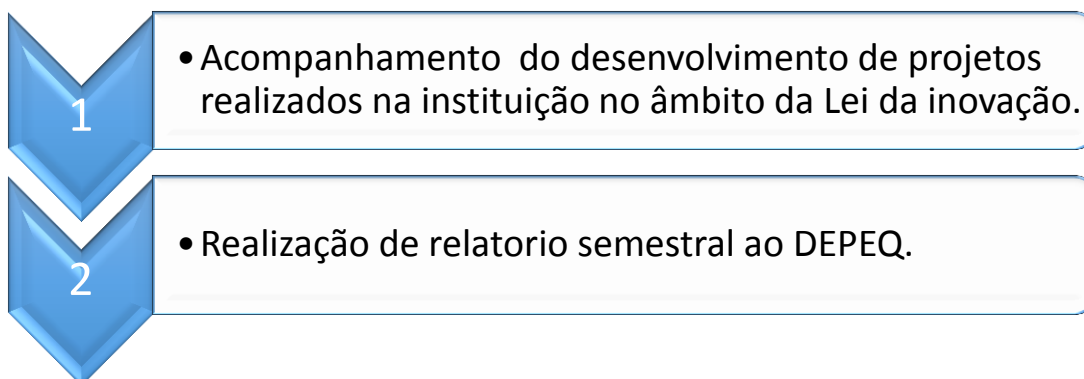 1
• Acompanhamento do desenvolvimento de projetos
realizados na instituição no âmbito da Lei da inovação.
2
• Realização de relatorio semestral ao DEPEQ.